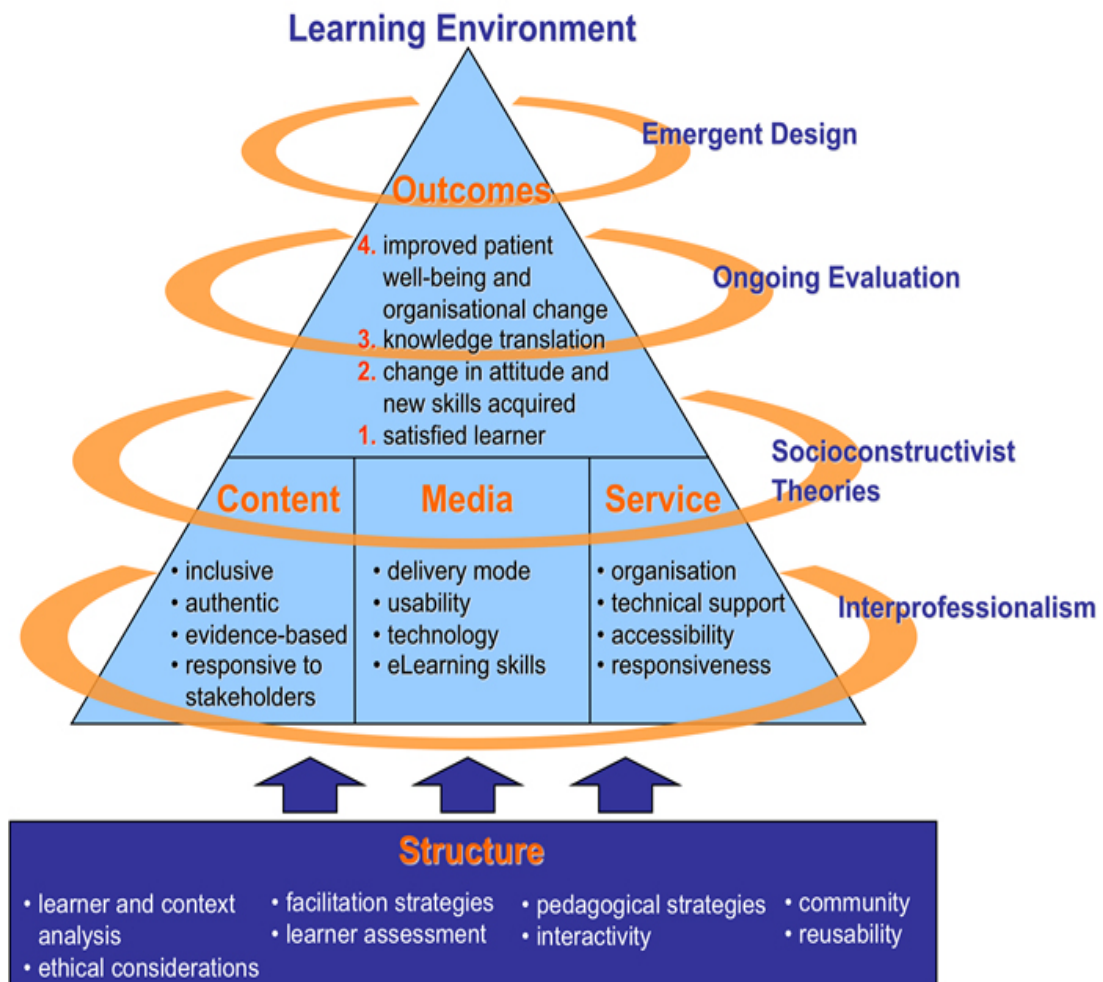 Learning Environment
Emergent Design
Outcomes
4. improved patient
well-being and
organisational change
3. knowledge translation
2. change in attitude and
new skills acquired
1. satisfied learner
Ongoing Evaluation
Socioconstructivist
Theories
Content
• inclusive
• authentic
• evidence-based
• responsive to
stakeholders
Media
• delivery mode
• usability
• technology
• eLearning skills
Service
• organisation
• technical support
• accessibility
• responsiveness
Interprofessionalism
Structure
• learner and context
analysis
• ethical considerations
• facilitation strategies
• learner assessment
• pedagogical strategies
• interactivity
• community
• reusability